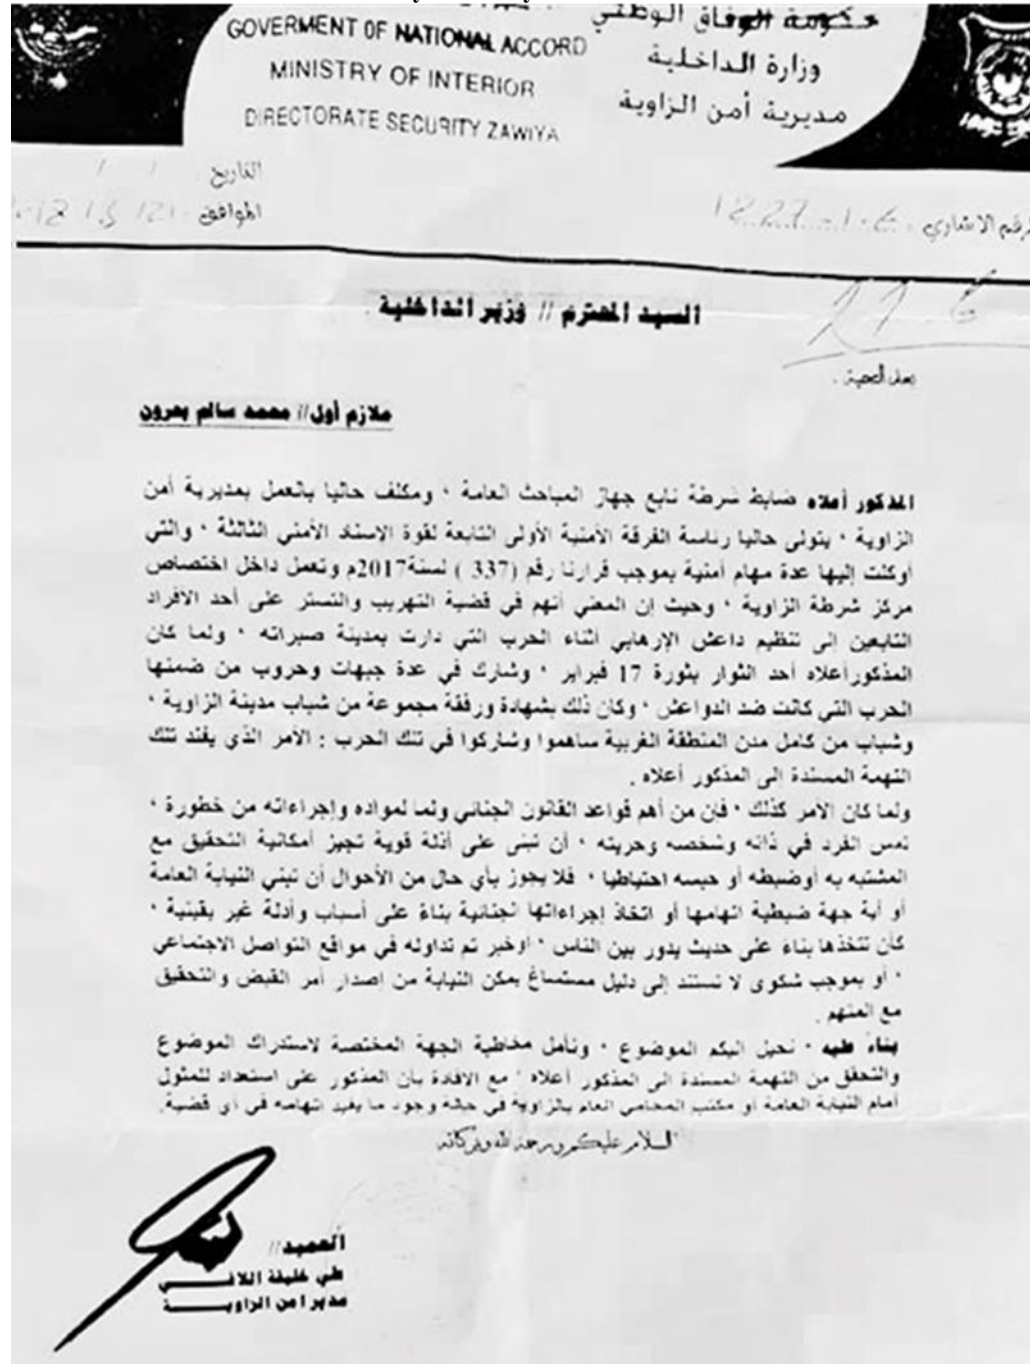 حكومة الوفاق الوطني
GOVERMENT OF NATIONAL ACCORD
وزارة الداخلية
MINISTRY OF INTERIOR
مديرية أمن الزاوية
DIRECTORATE SECURITY ZAWIYA
التاريخ
الموافق
الرقم الاشاري
السيد المحترم // وزير الداخلية .
بعد التحية .
ملازم أول // محمد سالم بحرون
المذكور أعلاه ضابط شرطة تابع جهاز المباحث العامة ، ومكلف حاليا بالعمل بمديرية أمن
الزاوية ، يتولى حاليا رئاسة الفرقة الأمنية الأولى التابعة لقوة الاسناد الأمني الثالثة ، والتي
أوكلت إليها عدة مهام أمنية بموجب قرارنا رقم (337 ) لسنة2017م وتعمل داخل اختصاص
مركز شرطة الزاوية ، وحيث إن المعني أتهم في قضية التهريب والتستر على أحد الأفراد
التابعين إلى تنظيم داعش الإرهابي أثناء الحرب التي دارت بمدينة صبراته ، ولما كان
المذكورأعلاه أحد الثوار بثورة 17 فبراير ، وشارك في عدة جبهات وحروب من ضمنها
الحرب التي كانت ضد الدواعش ، وكان ذلك بشهادة ورفقة مجموعة من شباب مدينة الزاوية ،
وشباب من كامل مدن المنطقة الغربية ساهموا وشاركوا في تلك الحرب : الأمر الذي يفند تلك
التهمة المسندة الى المذكور أعلاه .
ولما كان الامر كذلك ، فان من أهم قواعد القانون الجنائي ولما لمواده وإجراءاته من خطورة ،
تمس الفرد في ذاته وشخصه وحريته ، أن تبنى على أدلة قوية تجيز أمكانية التحقيق مع
المشتبه به أوضبطه أو حبسه احتياطيا ، فلا يجوز بأي حال من الأحوال أن تبني النيابة العامة
أو أية جهة ضبطية اتهامها أو اتخاذ إجراءاتها الجنائية بناءً على أسباب وأدلة غير يقينية ،
كأن تتخذها بناء على حديث يدور بين الناس ، اوخبر تم تداوله في مواقع التواصل الاجتماعي
، أو بموجب شكوى لا تستند إلى دليل مستساغ يمكن النيابة من إصدار أمر القبض والتحقيق
مع المتهم .
بناءً عليه ، نحيل اليكم الموضوع ، ونأمل مخاطبة الجهة المختصة لاستدراك الموضوع
والتحقق من التهمة المسندة الى المذكور أعلاه ، مع الافادة بأن المذكور على استعداد للمثول
أمام النيابة العامة او مكتب المحامي العام بالزاوية في حالة وجود ما يفيد اتهامه في أي قضية.
السلام عليكم ورحمة الله وبركاته
العميد //
علي خليفة اللافي
مدير امن الزاوية